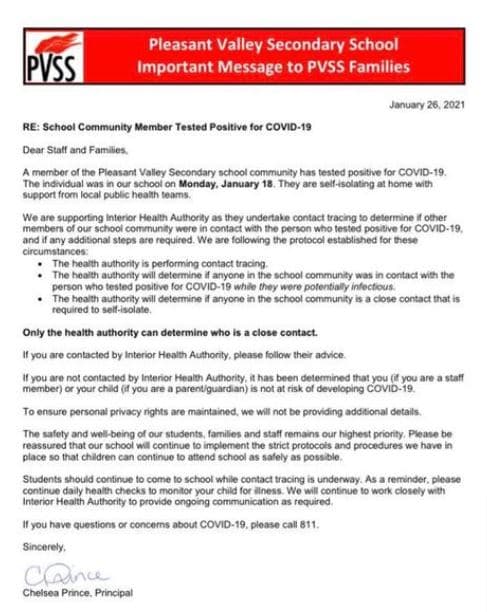 PVSS
Pleasant Valley Secondary School
Important Message to PVSS Families
January 26, 2021
RE: School Community Member Tested Positive for COVID-19
Dear Staff and Families,
A member of the Pleasant Valley Secondary school community has tested positive for COVID-19.
The individual was in our school on Monday, January 18. They are self-isolating at home with
support from local public health teams.
We are supporting Interior Health Authority as they undertake contact tracing to determine if other
members of our school community were in contact with the person who tested positive for COVID-19,
and if any additional steps are required. We are following the protocol established for these
circumstances:
• The health authority is performing contact tracing.
• The health authority will determine if anyone in the school community was in contact with the
person who tested positive for COVID-19 while they were potentially infectious.
• The health authority will determine if anyone in the school community is a close contact that is
required to self-isolate.
Only the health authority can determine who is a close contact.
If you are contacted by Interior Health Authority, please follow their advice.
If you are not contacted by Interior Health Authority, it has been determined that you (if you are a staff
member) or your child (if you are a parent/guardian) is not at risk of developing COVID-19.
To ensure personal privacy rights are maintained, we will not be providing additional details.
The safety and well-being of our students, families and staff remains our highest priority. Please be
reassured that our school will continue to implement the strict protocols and procedures we have in
place so that children can continue to attend school as safely as possible.
Students should continue to come to school while contact tracing is underway. As a reminder, please
continue daily health checks to monitor your child for illness. We will continue to work closely with
Interior Health Authority to provide ongoing communication as required.
If you have questions or concerns about COVID-19, please call 811.
Sincerely,
CPrince
Chelsea Prince, Principal